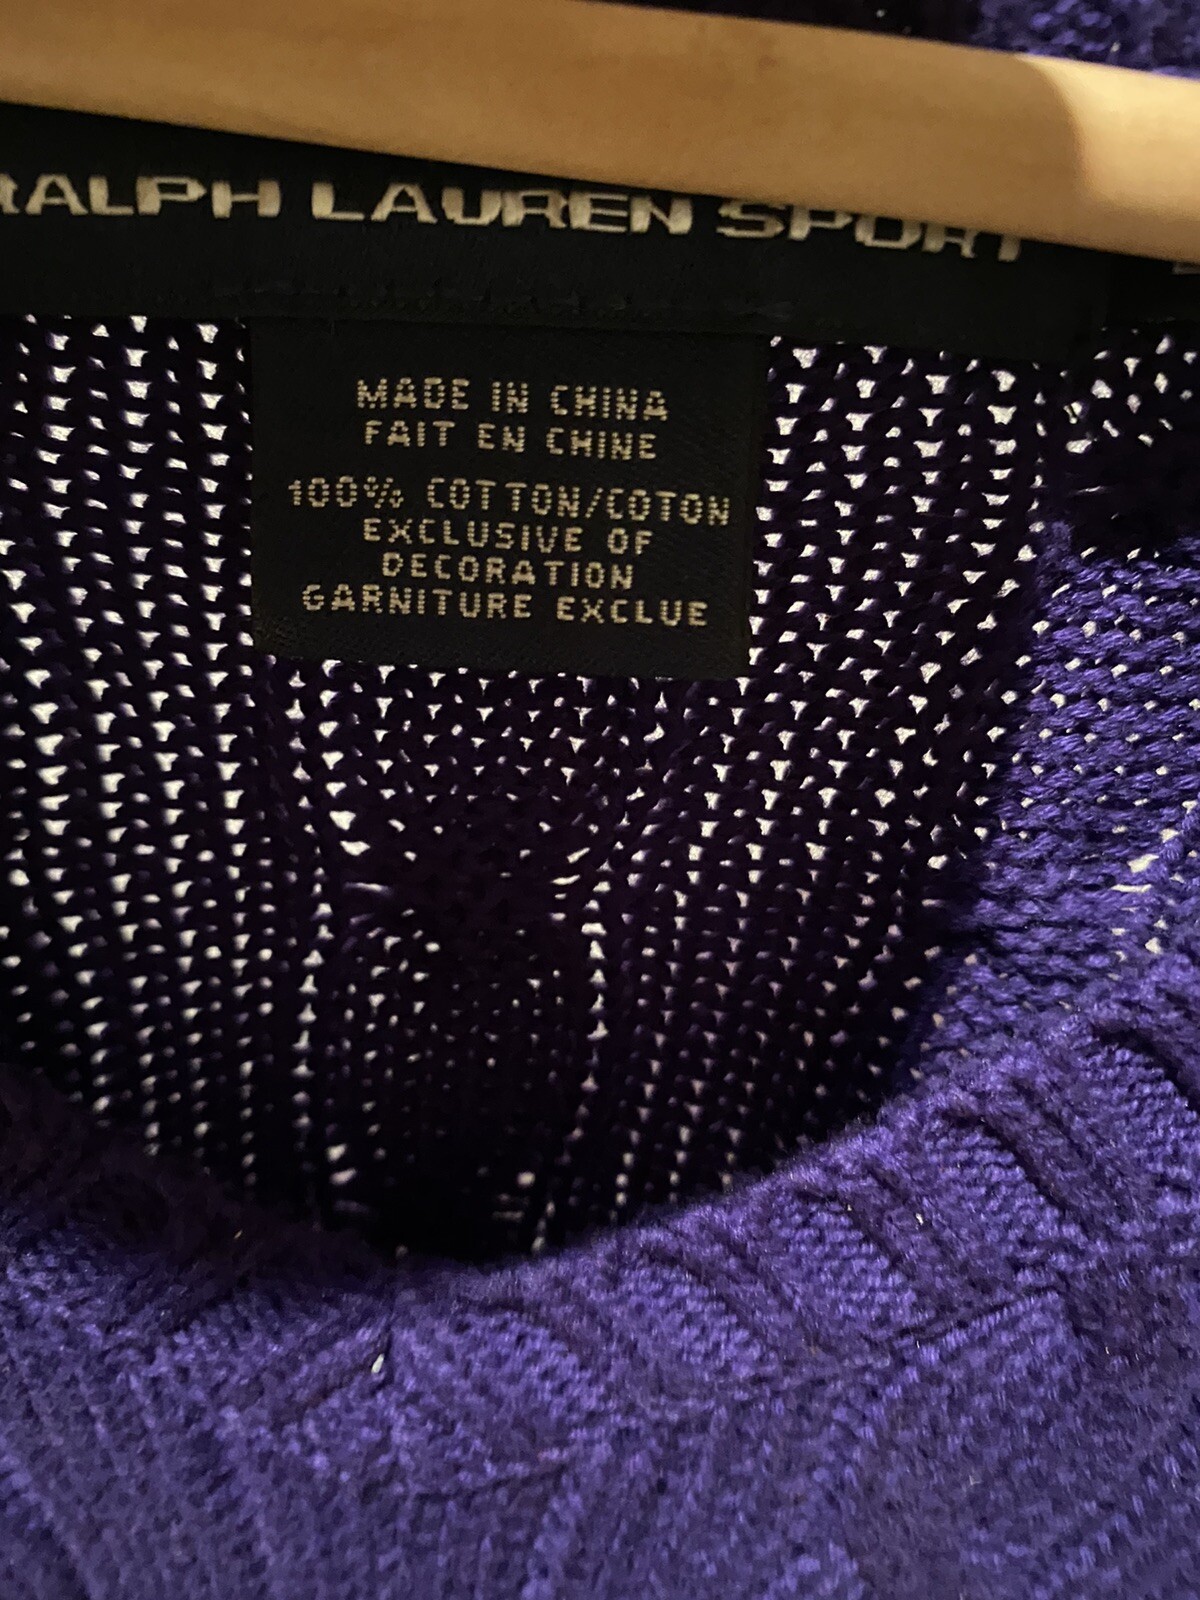 RALPH LAUREN SPORT
MADE IN CHINA
FAIT EN CHINE
100% COTTON/COTON
EXCLUSIVE OF
DECORATION
GARNITURE EXCLUE